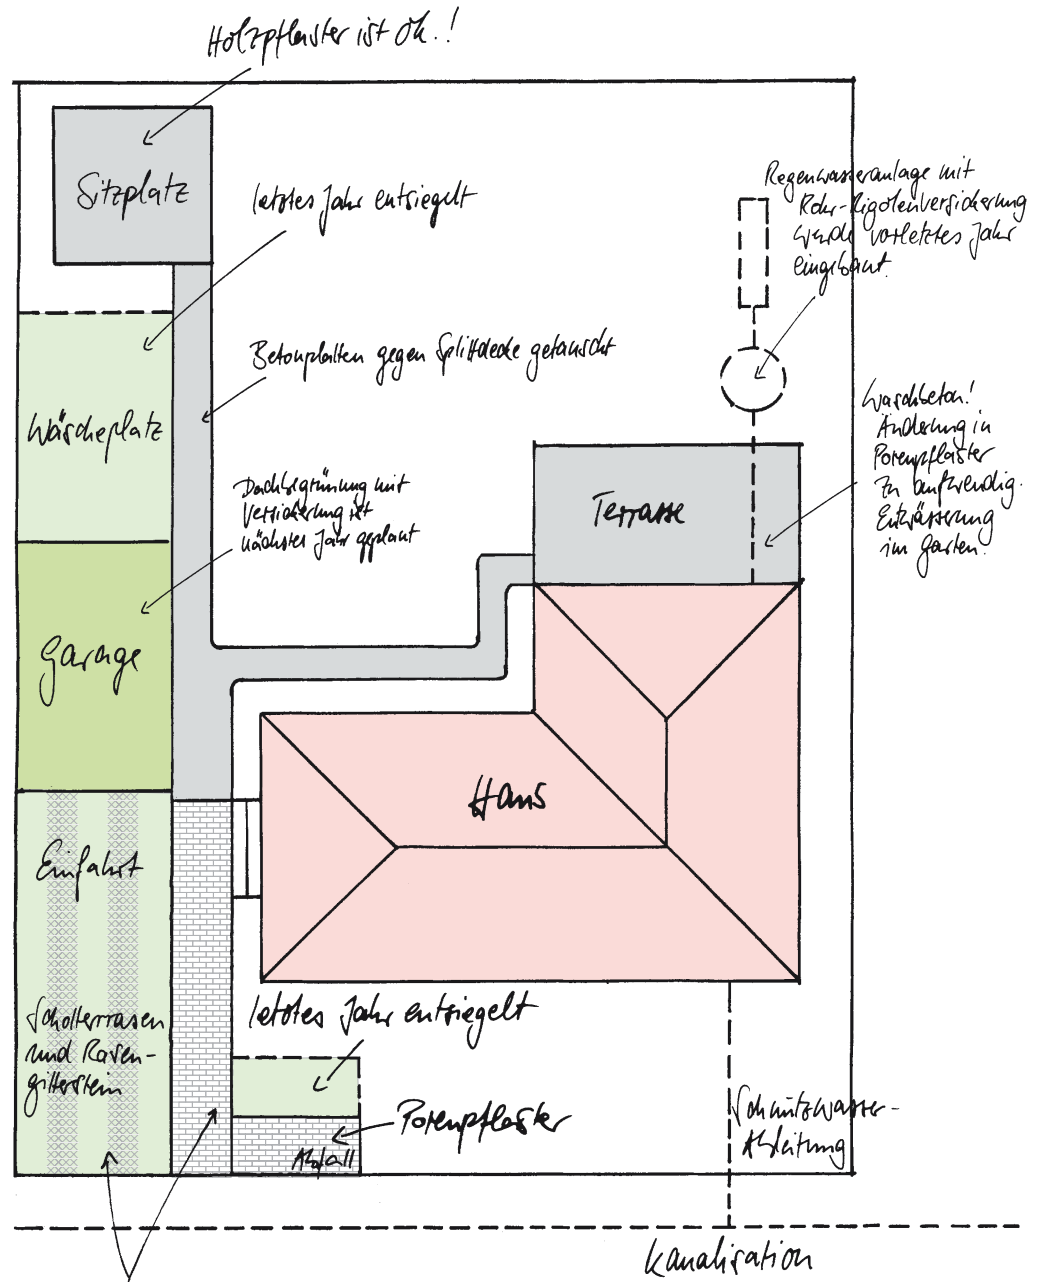 Holzpflaster ist ok.!
Sitzplatz
letztes Jahr entsiegelt
Regenwasseranlage mit
Rohr-Rigolenversickerung
wurde vorletztes Jahr
eingebaut.
Betonplatten gegen Splittdecke getauscht
Wäscheplatz
Waschbeton!
Änderung in
Porenpflaster
zu aufwendig.
Entwässerung
im Garten.
Dachbegrünung mit
Versickerung ist
nächstes Jahr geplant
Terrasse
Garage
Haus
Einfahrt
Schotterrasen
und Rasen-
gitterstein
letztes Jahr entsiegelt
Porenpflaster
Abfall
Schmutzwasser-
Ableitung
Kanalisation